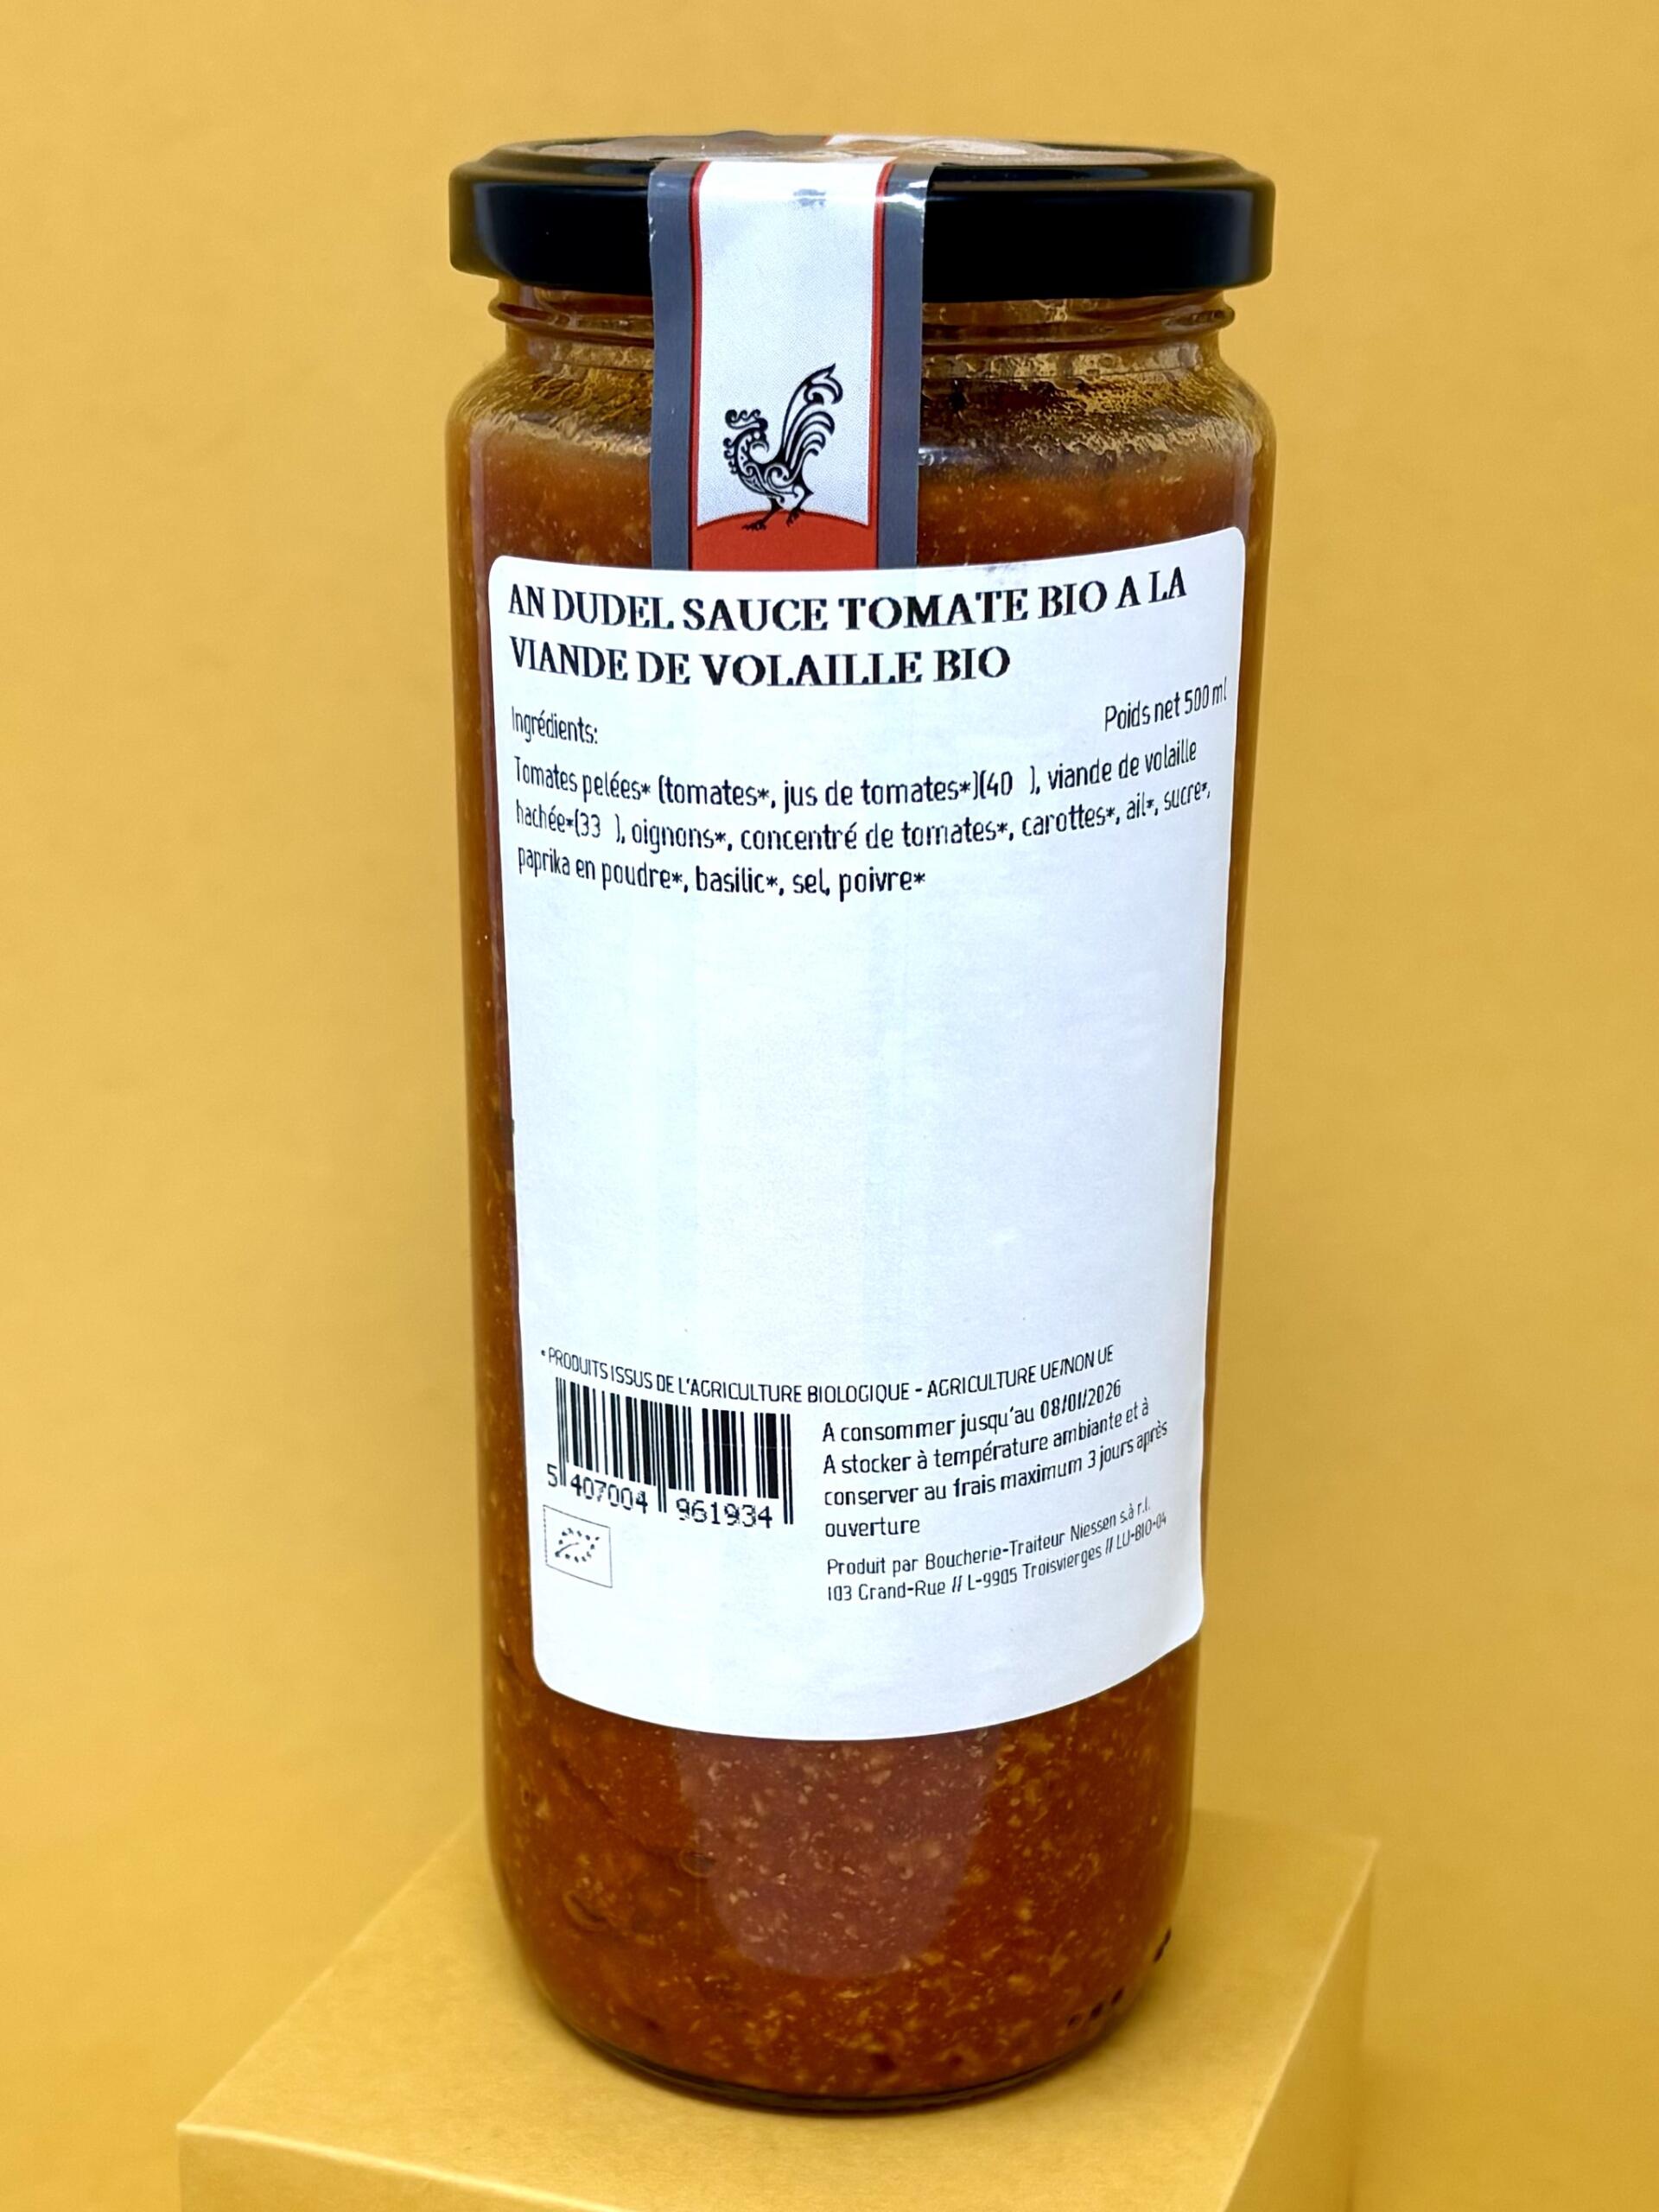 AN DUDEL SAUCE TOMATE BIO A LA
VIANDE DE VOLAILLE BIO
Poids net 500 ml
Ingrédients:
Tomates pelées* (tomates*, jus de tomates*)(40 ), viande de volaille
hachée*(33 ), oignons*, concentré de tomates*, carottes*, ail*, sucre*,
paprika en poudre*, basilic*, sel, poivre*
* PRODUITS ISSUS DE L'AGRICULTURE BIOLOGIQUE - AGRICULTURE UE/NON UE
A consommer jusqu'au 08/01/2026
A stocker à température ambiante et à
conserver au frais maximum 3 jours après
ouverture
5 407004 961934
Produit par Boucherie-Traiteur Niessen s.à r.l.
103 Grand-Rue // L-9905 Troisvierges // LU-BIO-04